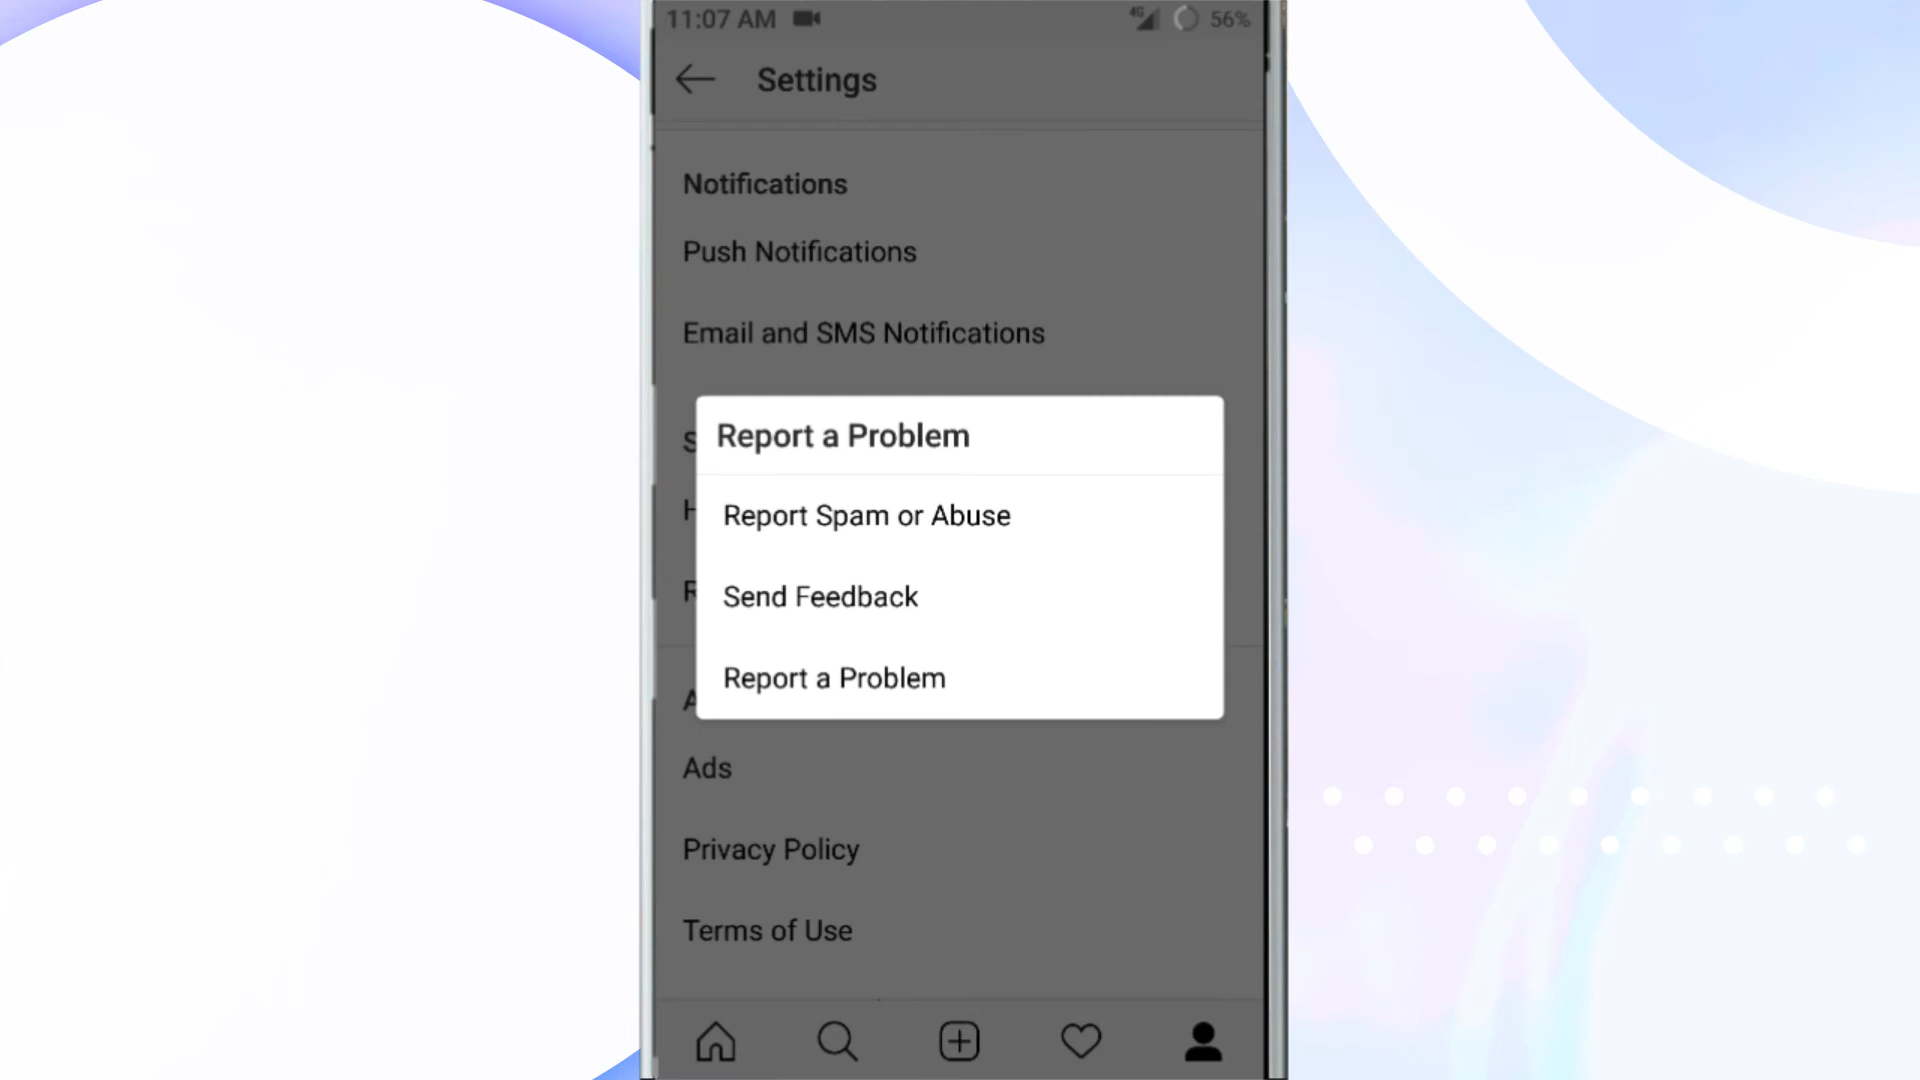 11:07 AM
4G
56%
Settings
Notifications
Push Notifications
Email and SMS Notifications
Report a Problem
Report Spam or Abuse
Send Feedback
Report a Problem
Ads
Privacy Policy
Terms of Use